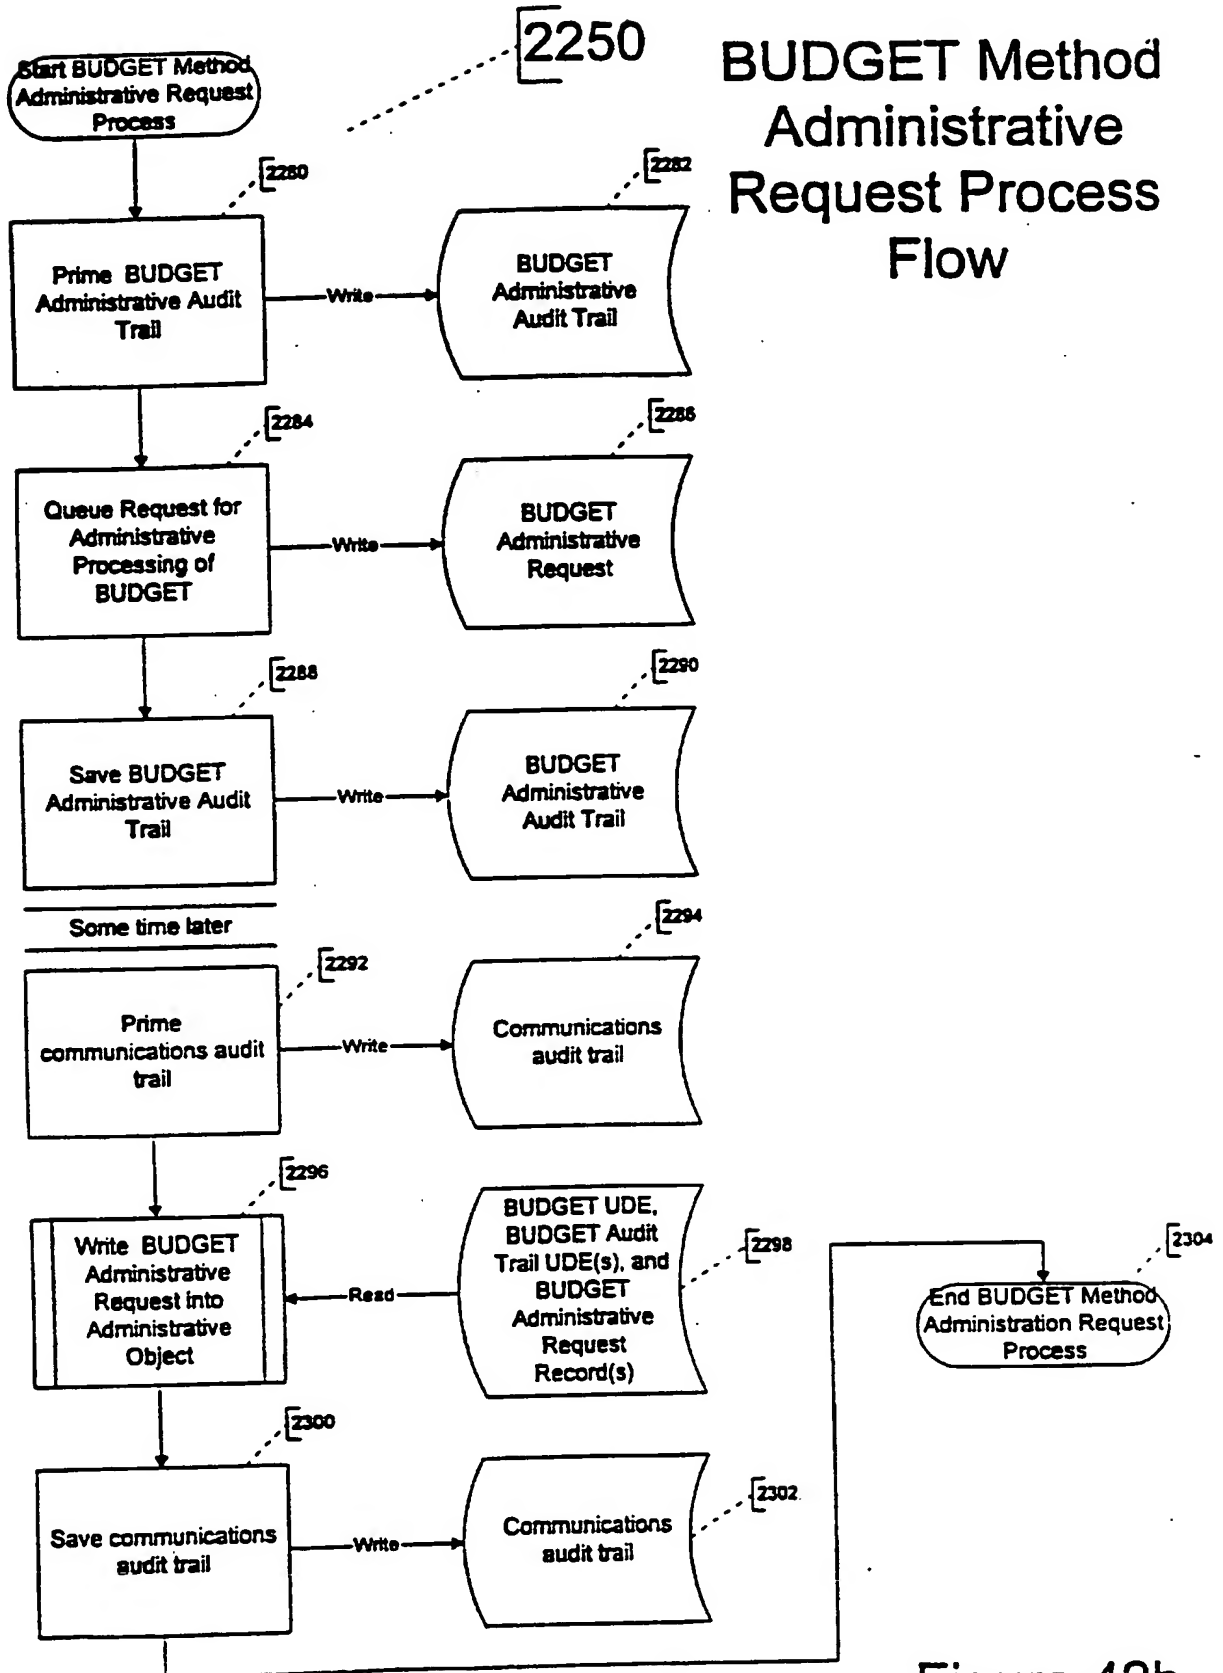 2250
BUDGET Method
Administrative
Request Process
Flow
Start BUDGET Method
Administrative Request
Process
2280
2282
Prime BUDGET
Administrative Audit
Trail
Write
BUDGET
Administrative
Audit Trail
2284
2286
Queue Request for
Administrative
Processing of
BUDGET
Write
BUDGET
Administrative
Request
2288
2290
Save BUDGET
Administrative Audit
Trail
Write
BUDGET
Administrative
Audit Trail
Some time later
2292
2294
Prime
communications audit
trail
Write
Communications
audit trail
2296
2298
Write BUDGET
Administrative
Request into
Administrative
Object
Read
BUDGET UDE,
BUDGET Audit
Trail UDE(s), and
BUDGET
Administrative
Request
Record(s)
2304
End BUDGET Method
Administration Request
Process
2300
2302
Save communications
audit trail
Write
Communications
audit trail